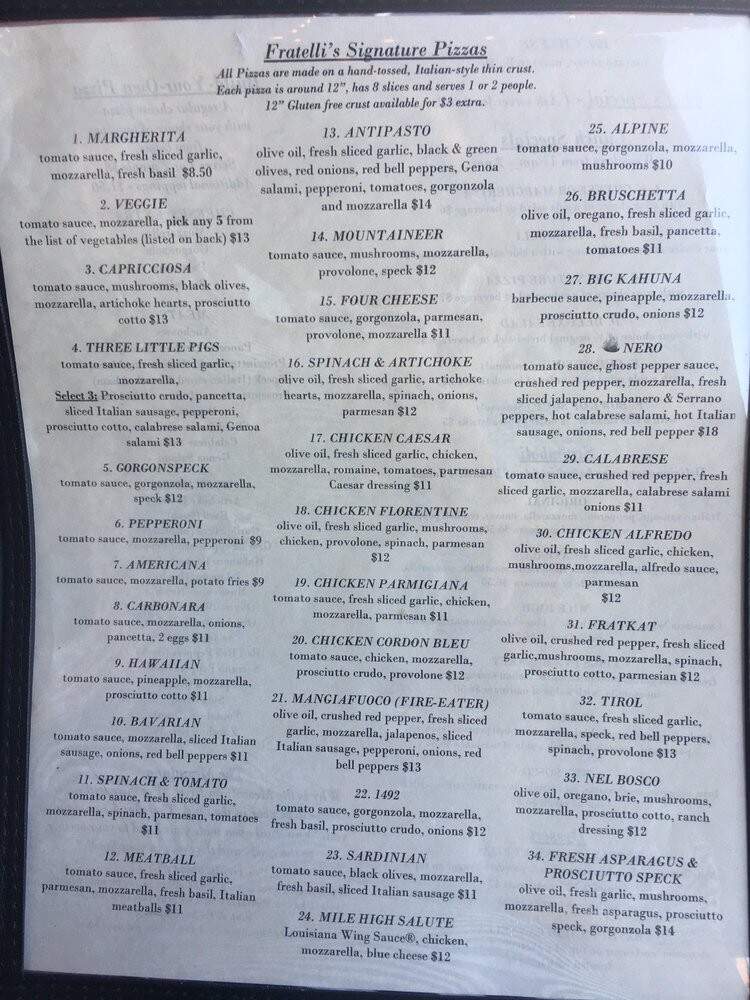 Fratelli's Signature Pizzas
All Pizzas are made on a hand-tossed, Italian-style thin crust.
Each pizza is around 12", has 8 slices and serves 1 or 2 people.
12" Gluten free crust available for $3 extra.
1. MARGHERITA
tomato sauce, fresh sliced garlic,
mozzarella, fresh basil $8.50
2. VEGGIE
tomato sauce, mozzarella, pick any 5 from
the list of vegetables (listed on back) $13
3. CAPRICCIOSA
tomato sauce, mushrooms, black olives,
mozzarella, artichoke hearts, prosciutto
cotto $13
4. THREE LITTLE PIGS
tomato sauce, fresh sliced garlic,
mozzarella,
Select 3: Prosciutto crudo, pancetta,
sliced Italian sausage, pepperoni,
prosciutto cotto, calabrese salami, Genoa
salami $13
5. GORGONSPECK
tomato sauce, gorgonzola, mozzarella,
speck $12
6. PEPPERONI
tomato sauce, mozzarella, pepperoni $9
7. AMERICANA
tomato sauce, mozzarella, potato fries $9
8. CARBONARA
tomato sauce, mozzarella, onions,
pancetta, 2 eggs $11
9. HAWAIIAN
tomato sauce, pineapple, mozzarella,
prosciutto cotto $11
10. BAVARIAN
tomato sauce, mozzarella, sliced Italian
sausage, onions, red bell peppers $11
11. SPINACH & TOMATO
tomato sauce, fresh sliced garlic,
mozzarella, spinach, parmesan, tomatoes
$11
12. MEATBALL
tomato sauce, fresh sliced garlic,
parmesan, mozzarella, fresh basil, Italian
meatballs $11
13. ANTIPASTO
olive oil, fresh sliced garlic, black & green
olives, red onions, red bell peppers, Genoa
salami, pepperoni, tomatoes, gorgonzola
and mozzarella $14
14. MOUNTAINEER
tomato sauce, mushrooms, mozzarella,
provolone, speck $12
15. FOUR CHEESE
tomato sauce, gorgonzola, parmesan,
provolone, mozzarella $11
16. SPINACH & ARTICHOKE
olive oil, fresh sliced garlic, artichoke
hearts, mozzarella, spinach, onions,
parmesan $12
17. CHICKEN CAESAR
olive oil, fresh sliced garlic, chicken,
mozzarella, romaine, tomatoes, parmesan
Caesar dressing $11
18. CHICKEN FLORENTINE
olive oil, fresh sliced garlic, mushrooms,
chicken, provolone, spinach, parmesan
$12
19. CHICKEN PARMIGIANA
tomato sauce, fresh sliced garlic, chicken,
mozzarella, parmesan $11
20. CHICKEN CORDON BLEU
tomato sauce, chicken, mozzarella,
prosciutto crudo, provolone $12
21. MANGIAFUOCO (FIRE-EATER)
olive oil, crushed red pepper, fresh sliced
garlic, mozzarella, jalapenos, sliced
Italian sausage, pepperoni, onions, red
bell peppers $13
22. 1492
tomato sauce, gorgonzola, mozzarella,
fresh basil, prosciutto crudo, onions $12
23. SARDINIAN
tomato sauce, black olives, mozzarella,
fresh basil, sliced Italian sausage $11
24. MILE HIGH SALUTE
Louisiana Wing Sauce®, chicken,
mozzarella, blue cheese $12
25. ALPINE
tomato sauce, gorgonzola, mozzarella,
mushrooms $10
26. BRUSCHETTA
olive oil, oregano, fresh sliced garlic,
mozzarella, fresh basil, pancetta,
tomatoes $11
27. BIG KAHUNA
barbecue sauce, pineapple, mozzarella,
prosciutto crudo, onions $12
28. NERO
tomato sauce, ghost pepper sauce,
crushed red pepper, mozzarella, fresh
sliced jalapeno, habanero & Serrano
peppers, hot calabrese salami, hot Italian
sausage, onions, red bell pepper $18
29. CALABRESE
tomato sauce, crushed red pepper, fresh
sliced garlic, mozzarella, calabrese salami
onions $11
30. CHICKEN ALFREDO
olive oil, fresh sliced garlic, chicken,
mushrooms,mozzarella, alfredo sauce,
parmesan
$12
31. FRATKAT
olive oil, crushed red pepper, fresh sliced
garlic,mushrooms, mozzarella, spinach,
prosciutto cotto, parmesian $12
32. TIROL
tomato sauce, fresh sliced garlic,
mozzarella, speck, red bell peppers,
spinach, provolone $13
33. NEL BOSCO
olive oil, oregano, brie, mushrooms,
mozzarella, prosciutto cotto, ranch
dressing $12
34. FRESH ASPARAGUS &
PROSCIUTTO SPECK
olive oil, fresh garlic, mushrooms,
mozzarella, fresh asparagus, prosciutto
speck, gorgonzola $14